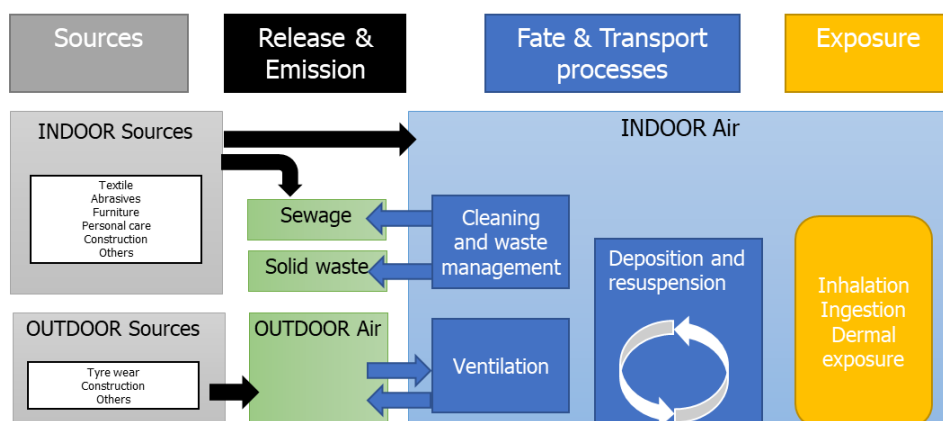 Sources
Release &
Emission
Fate & Transport
processes
Exposure
INDOOR Sources
Textile
Abrasives
Furniture
Personal care
Construction
Others
INDOOR Air
Sewage
Solid waste
Cleaning
and waste
management
Deposition and
resuspension
Inhalation
Ingestion
Dermal
exposure
OUTDOOR Sources
Tyre wear
Construction
Others
OUTDOOR Air
Ventilation